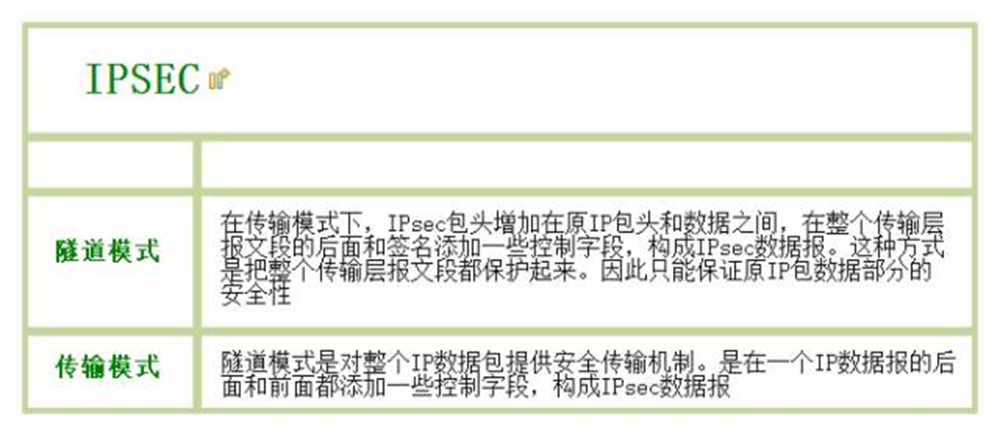 IPSEC
隧道模式
在传输模式下，IPsec包头增加在原IP包头和数据之间，在整个传输层
报文段的后面和签名添加一些控制字段，构成IPsec数据报。这种方式
是把整个传输层报文段都保护起来。因此只能保证原IP包数据部分的
安全性
传输模式
隧道模式是对整个IP数据包提供安全传输机制。是在一个IP数据报的后
面和前面都添加一些控制字段，构成IPsec数据报